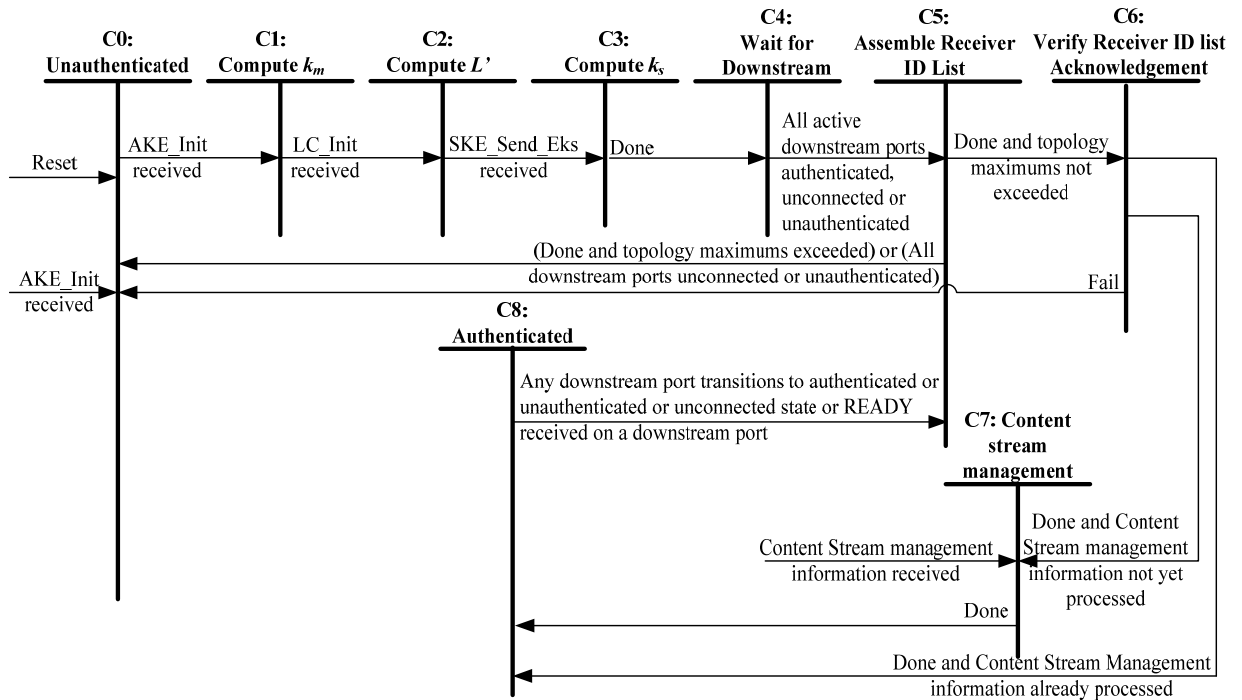 C0:
Unauthenticated
C1:
Compute km
C2:
Compute L’
C3:
Compute ks
C4:
Wait for
Downstream
C5:
Assemble Receiver
ID List
C6:
Verify Receiver ID list
Acknowledgement
Reset
AKE_Init
received
LC_Init
received
SKE_Send_Eks
received
Done
All active
downstream ports
authenticated,
unconnected or
unauthenticated
Done and topology
maximums not
exceeded
(Done and topology maximums exceeded) or (All
downstream ports unconnected or unauthenticated)
AKE_Init
received
Fail
C8:
Authenticated
Any downstream port transitions to authenticated or
unauthenticated or unconnected state or READY
received on a downstream port
C7: Content
stream
management
Content Stream management
information received
Done and Content
Stream management
information not yet
processed
Done
Done and Content Stream Management
information already processed